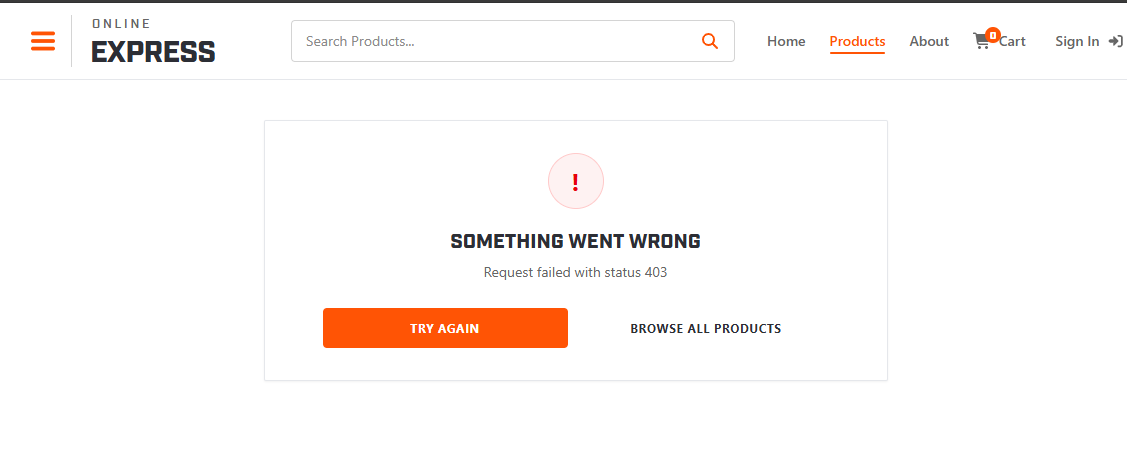 ONLINE
EXPRESS
Search Products...
Home Products About 0 Cart Sign In
!
SOMETHING WENT WRONG
Request failed with status 403
TRY AGAIN BROWSE ALL PRODUCTS